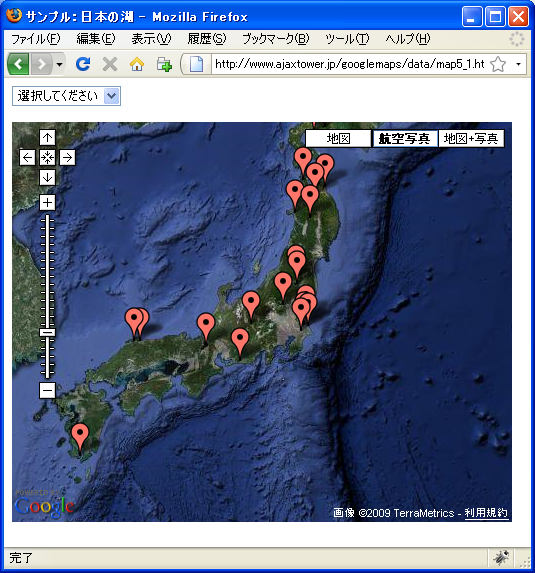 サンプル:日本の湖 - Mozilla Firefox
ファイル(F) 編集(E) 表示(V) 履歴(S) ブックマーク(B) ツール(T) ヘルプ(H)
http://www.ajaxtower.jp/googlemaps/data/map5_1.ht
選択してください
地図 航空写真 地図+写真
POWERED BY
Google
画像 ©2009 TerraMetrics - 利用規約
完了